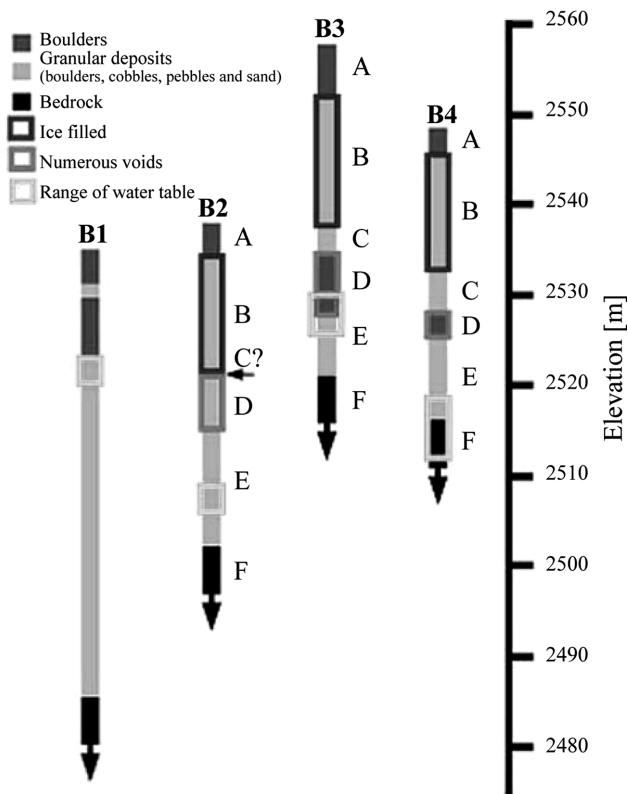 Boulders
Granular deposits
(boulders, cobbles, pebbles and sand)
Bedrock
Ice filled
Numerous voids
Range of water table
B1
B2
A
B
C?
D
E
F
B3
A
B
C
D
E
F
B4
A
B
C
D
E
F
2560
2550
2540
2530
2520
2510
2500
2490
2480
Elevation [m]